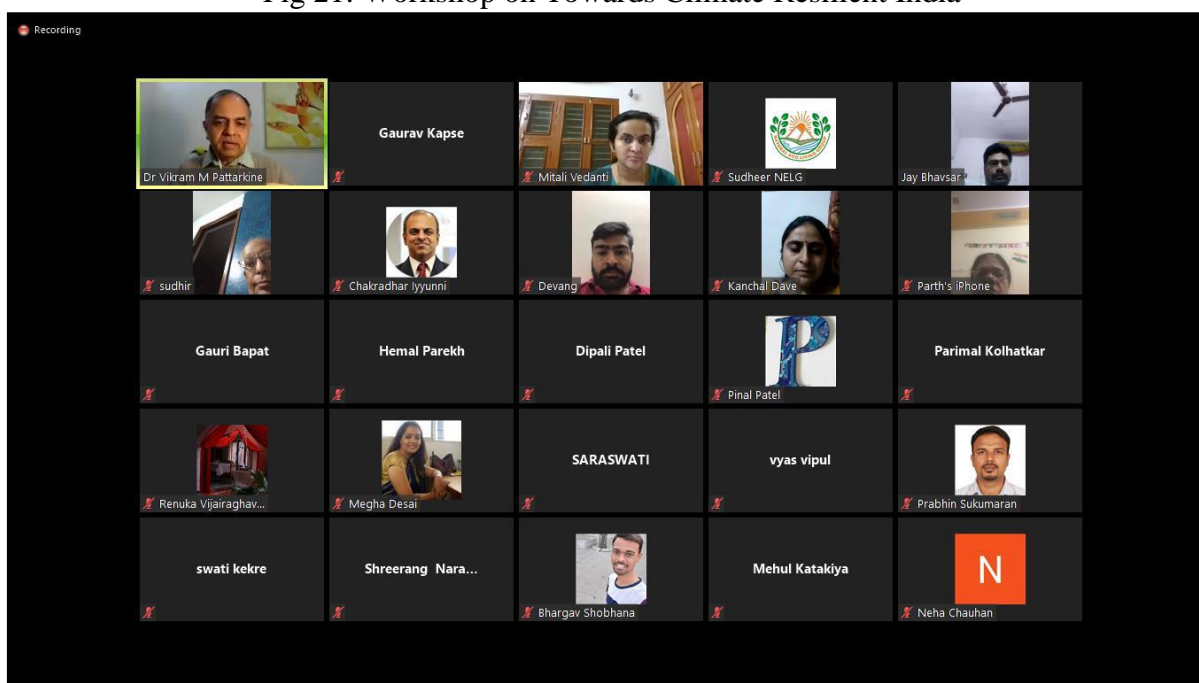 Fig 21: Workshop on Towards Climate Resilient India
Recording
Dr Vikram M Pattarkine
Gaurav Kapse
Mitali Vedanti
Sudheer NELG
Jay Bhavsar
sudhir
Chakradhar Iyyunni
Devang
Kanchal Dave
Parth's iPhone
Gauri Bapat
Hemal Parekh
Dipali Patel
P
Pinal Patel
Parimal Kolhatkar
Renuka Vijairaghav...
Megha Desai
SARASWATI
vyas vipul
Prabhin Sukumaran
swati kekre
Shreerang Nara...
Bhargav Shobhana
Mehul Katakiya
N
Neha Chauhan